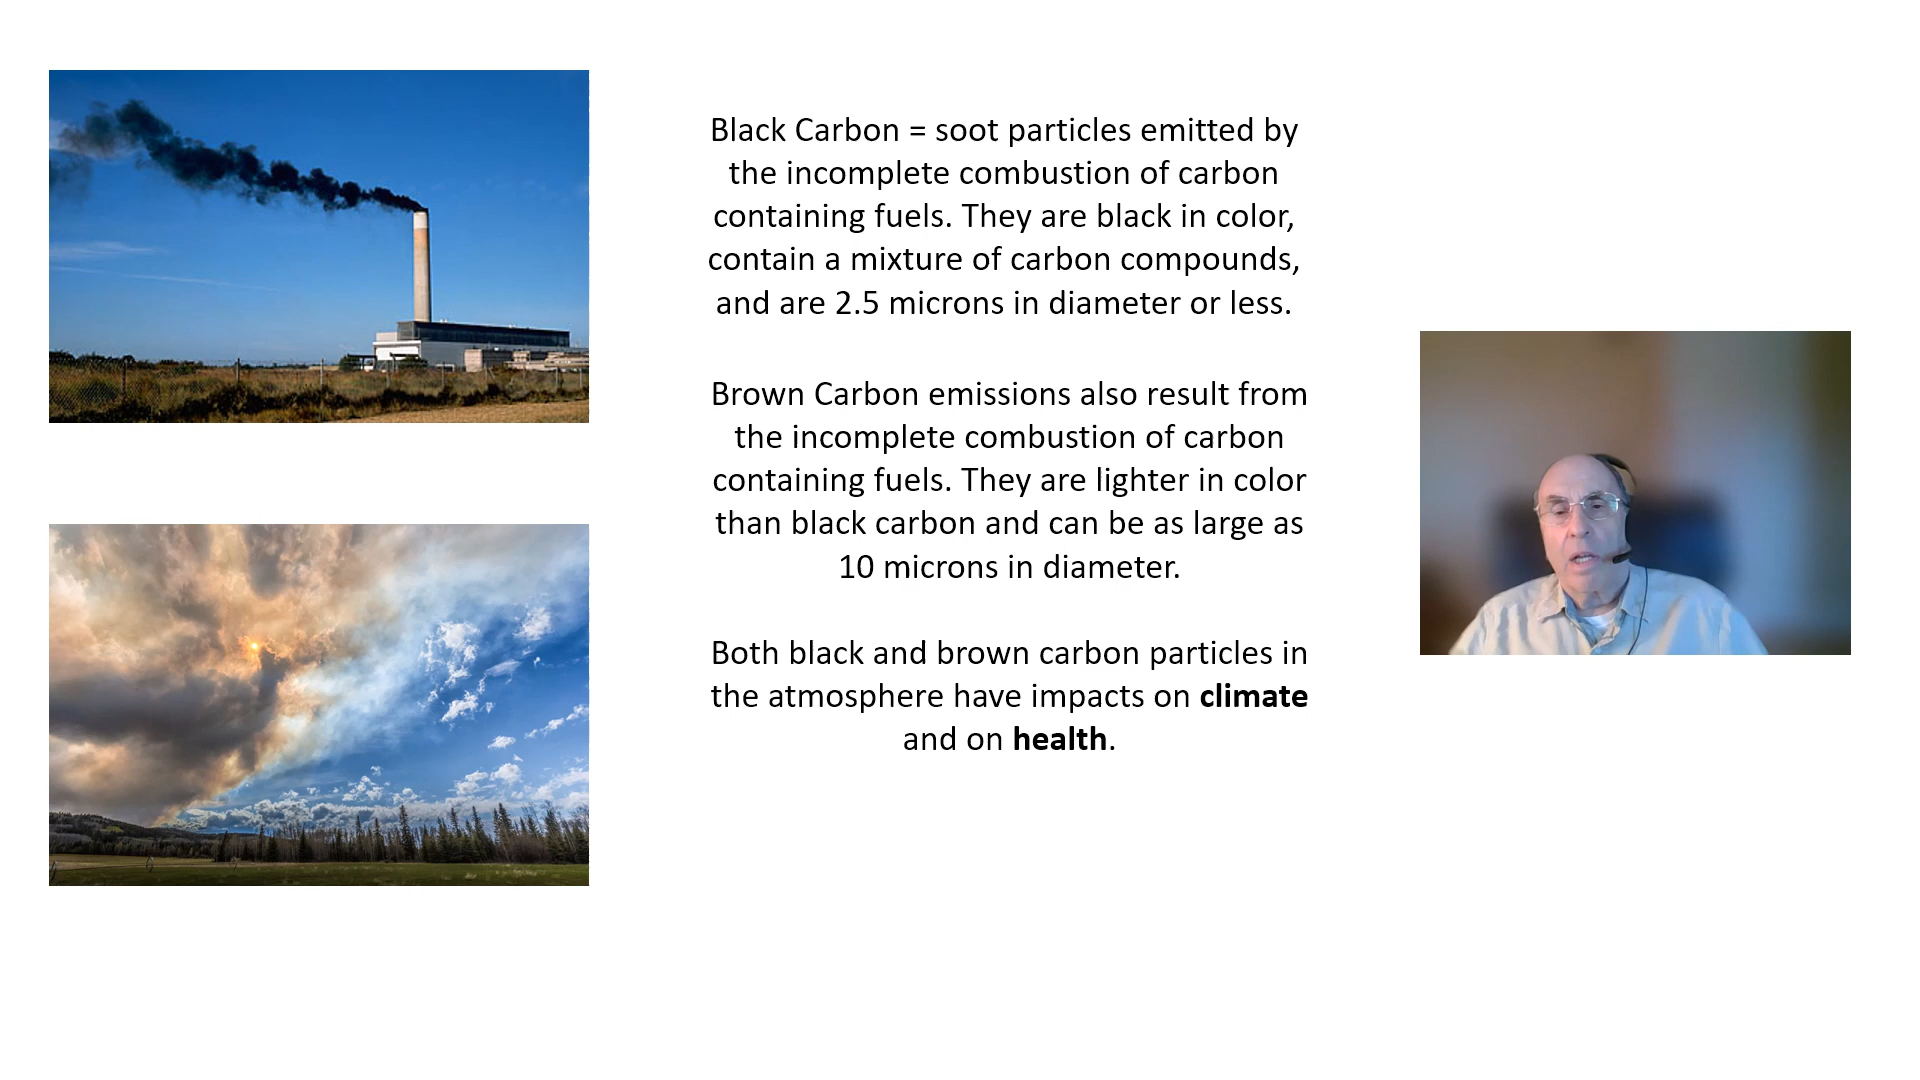 Black Carbon = soot particles emitted by
the incomplete combustion of carbon
containing fuels. They are black in color,
contain a mixture of carbon compounds,
and are 2.5 microns in diameter or less.
Brown Carbon emissions also result from
the incomplete combustion of carbon
containing fuels. They are lighter in color
than black carbon and can be as large as
10 microns in diameter.
Both black and brown carbon particles in
the atmosphere have impacts on climate
and on health.